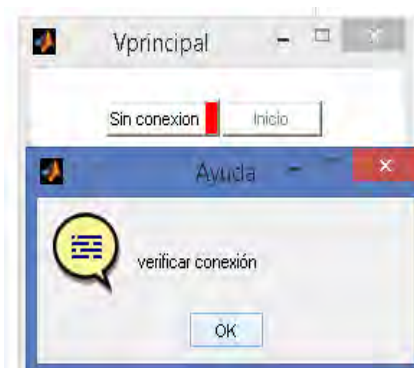 Vprincipal
Sin conexion Inicio
Ayuda
verificar conexión
OK